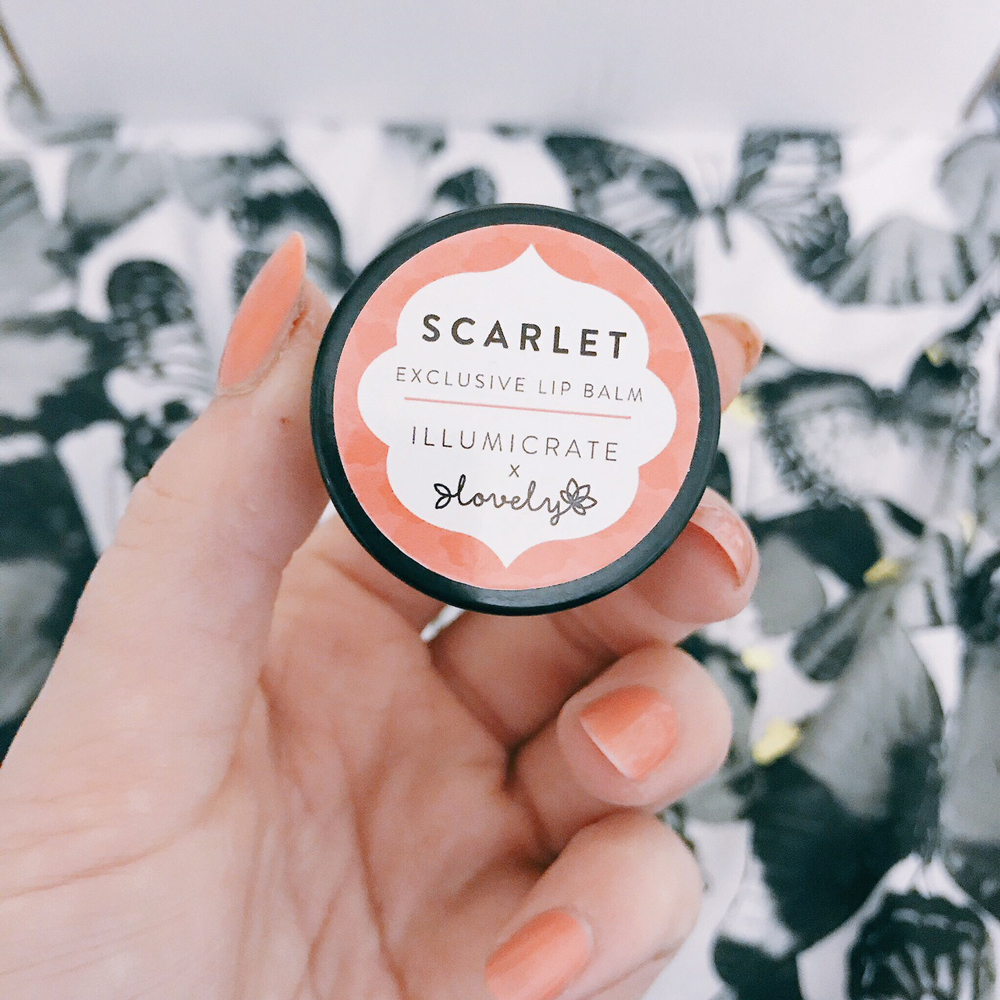 SCARLET
EXCLUSIVE LIP BALM
ILLUMICRATE
x
lovely